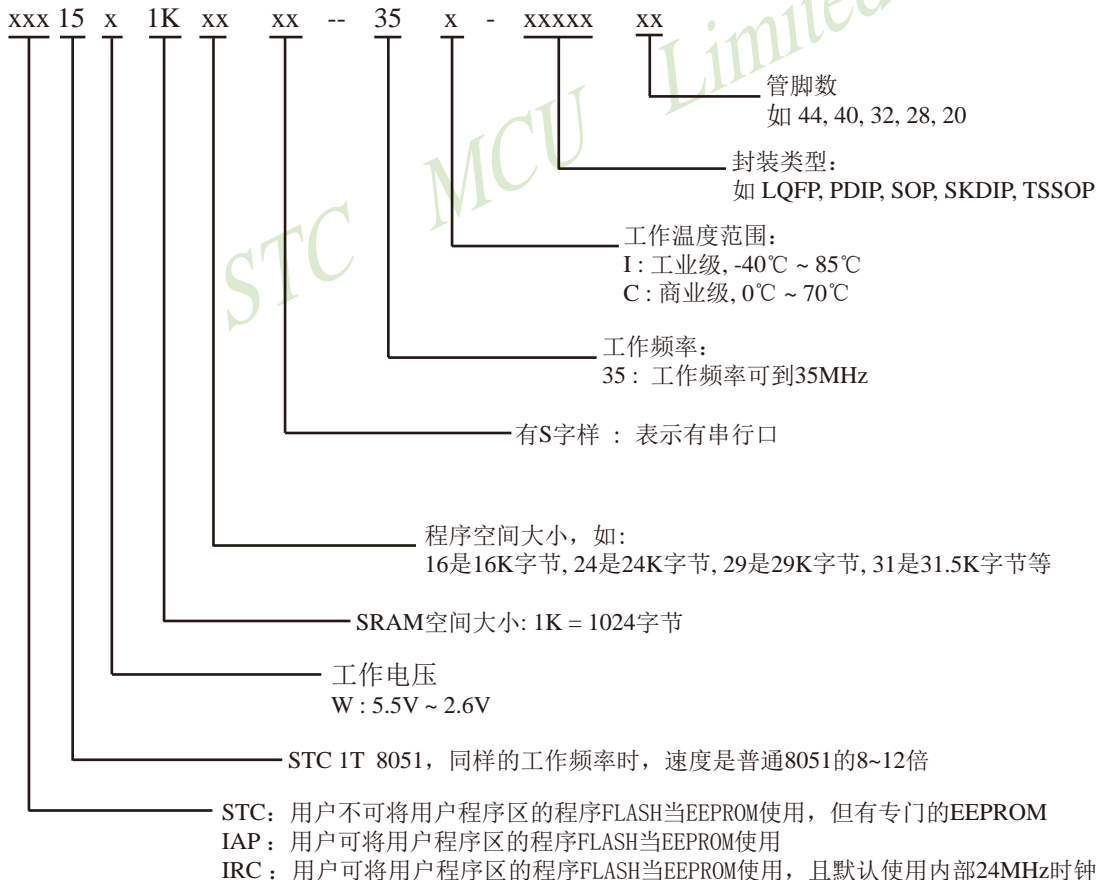 xxx 15 x 1K xx xx -- 35 x - xxxxx xx
管脚数
如 44, 40, 32, 28, 20
封装类型:
如 LQFP, PDIP, SOP, SKDIP, TSSOP
工作温度范围:
I : 工业级, -40℃ ~ 85℃
C : 商业级, 0℃ ~ 70℃
工作频率:
35 : 工作频率可到35MHz
有S字样 : 表示有串行口
程序空间大小, 如:
16是16K字节, 24是24K字节, 29是29K字节, 31是31.5K字节等
SRAM空间大小: 1K = 1024字节
工作电压
W : 5.5V ~ 2.6V
STC 1T 8051, 同样的工作频率时, 速度是普通8051的8~12倍
STC: 用户不可将用户程序区的程序FLASH当EEPROM使用, 但有专门的EEPROM
IAP : 用户可将用户程序区的程序FLASH当EEPROM使用
IRC : 用户可将用户程序区的程序FLASH当EEPROM使用, 且默认使用内部24MHz时钟
STC MCU Limited